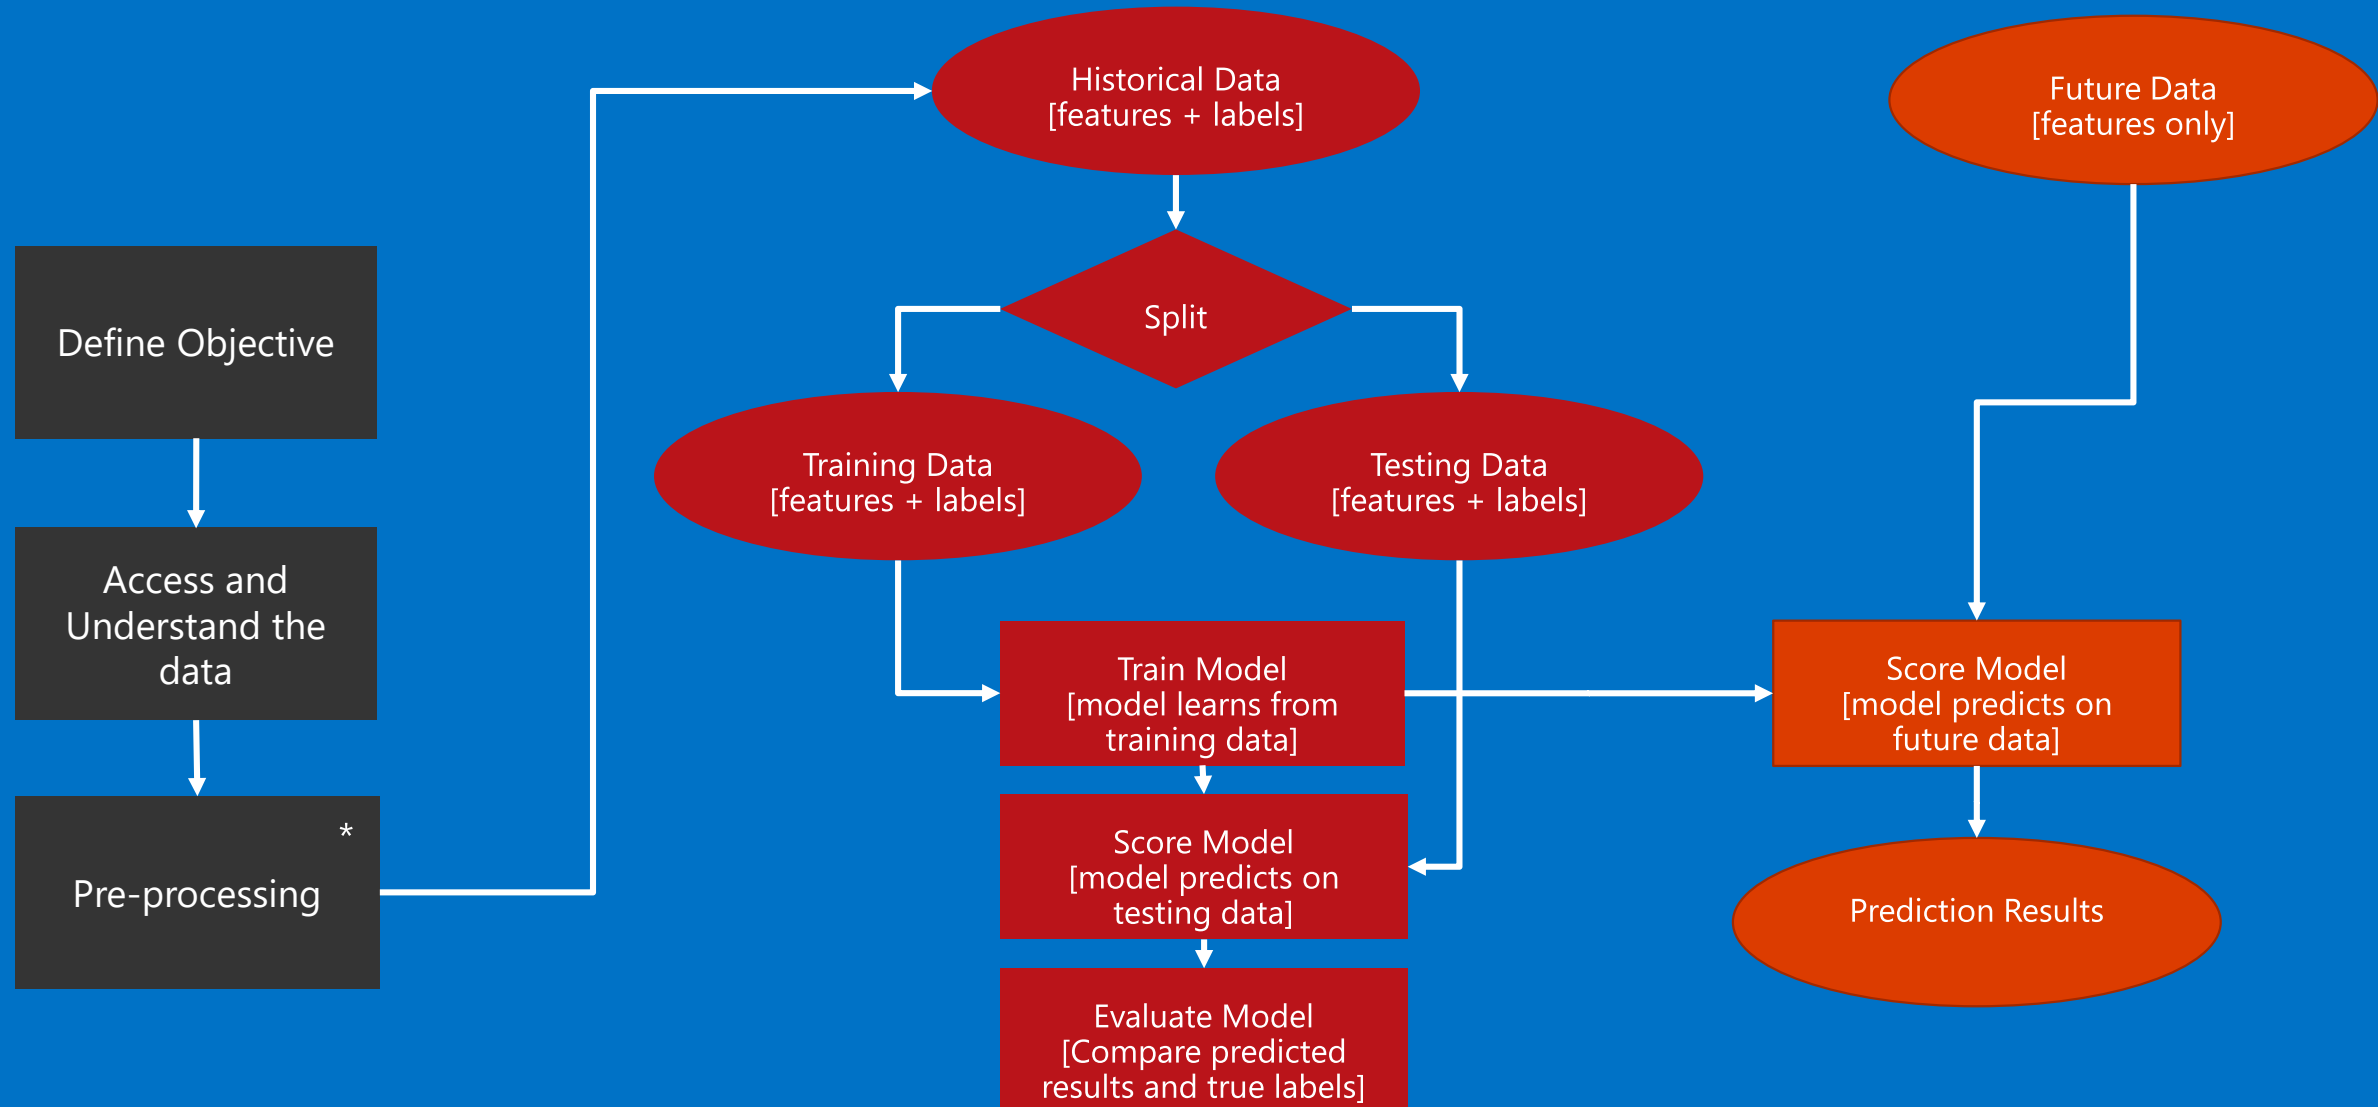 Define Objective
Access and
Understand the
data
*
Pre-processing
Historical Data
[features + labels]
Split
Training Data
[features + labels]
Testing Data
[features + labels]
Train Model
[model learns from
training data]
Score Model
[model predicts on
testing data]
Evaluate Model
[Compare predicted
results and true labels]
Future Data
[features only]
Score Model
[model predicts on
future data]
Prediction Results